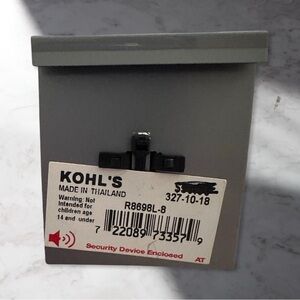 KOHL'S
MADE IN THAILAND
327-10-18
Warning: Not
Intended for
children age
14 and under
R8698L-8
7 22089 73357 9
Security Device Enclosed
AT